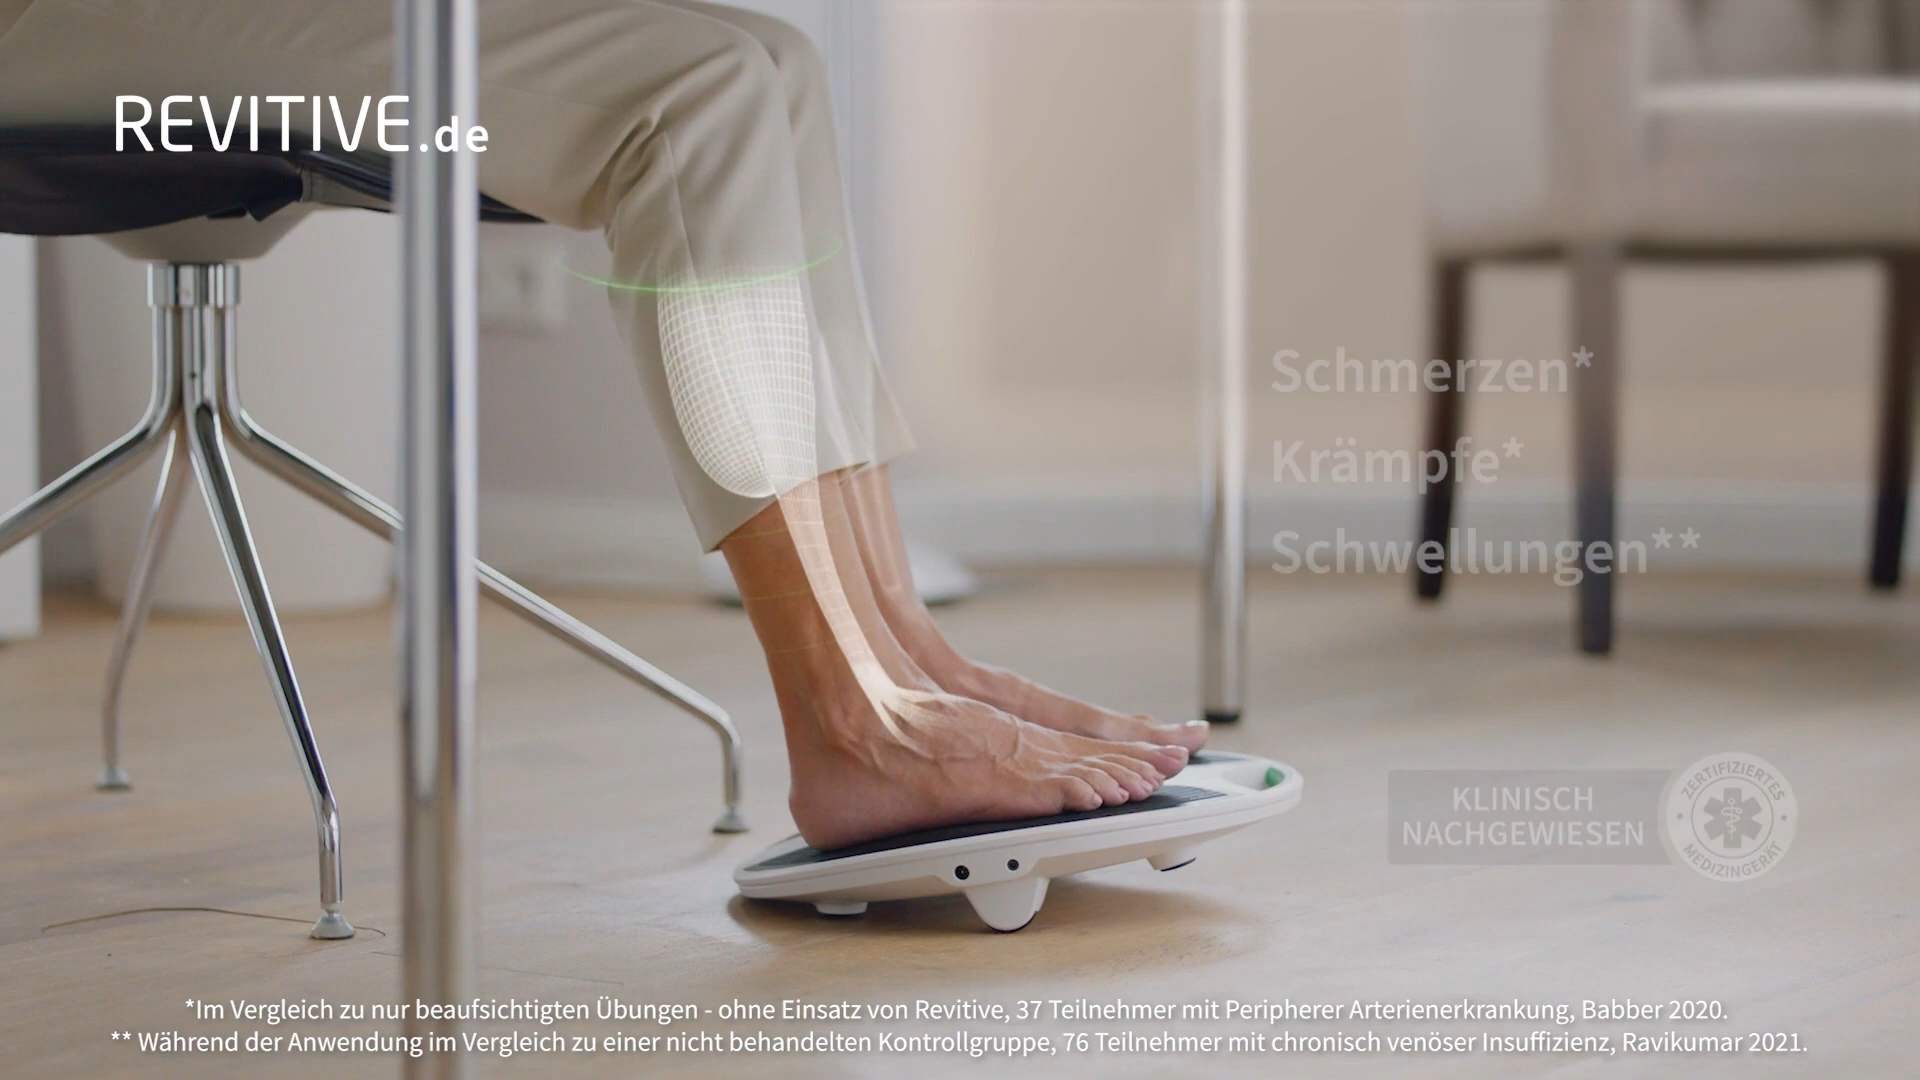 REVITIVE.de
Schmerzen*
Krämpfe*
Schwellungen**
KLINISCH
NACHGEWIESEN
ZERTIFIZIERTES
MEDIZINGERÄT
*Im Vergleich zu nur beaufsichtigten Übungen - ohne Einsatz von Revitive, 37 Teilnehmer mit Peripherer Arterienerkrankung, Babber 2020.
** Während der Anwendung im Vergleich zu einer nicht behandelten Kontrollgruppe, 76 Teilnehmer mit chronisch venöser Insuffizienz, Ravikumar 2021.